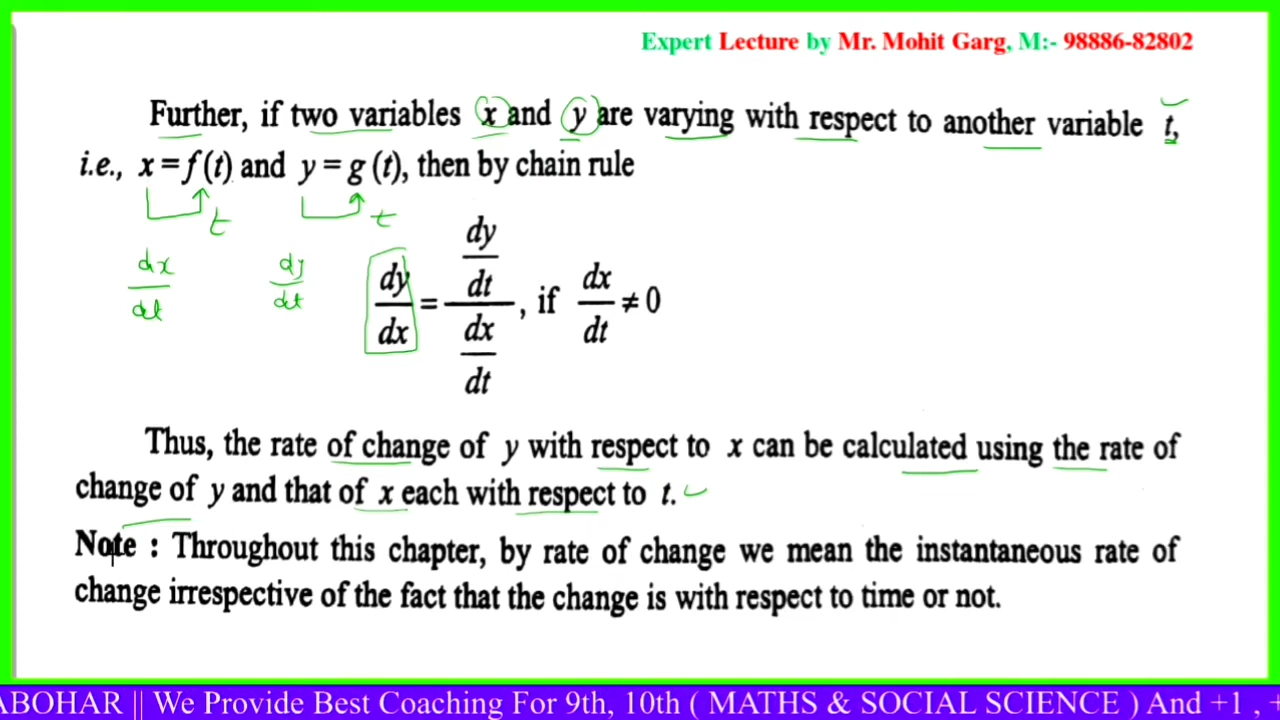 Expert Lecture by Mr. Mohit Garg, M:- 98886-82802
Further, if two variables x and y are varying with respect to another variable t,
i.e., x = f (t) and y = g (t), then by chain rule
t t
dx/dt dy/dt dy/dx = (dy/dt)/(dx/dt), if dx/dt ≠ 0
Thus, the rate of change of y with respect to x can be calculated using the rate of
change of y and that of x each with respect to t.
Note : Throughout this chapter, by rate of change we mean the instantaneous rate of
change irrespective of the fact that the change is with respect to time or not.
ABOHAR || We Provide Best Coaching For 9th, 10th ( MATHS & SOCIAL SCIENCE ) And +1 , +